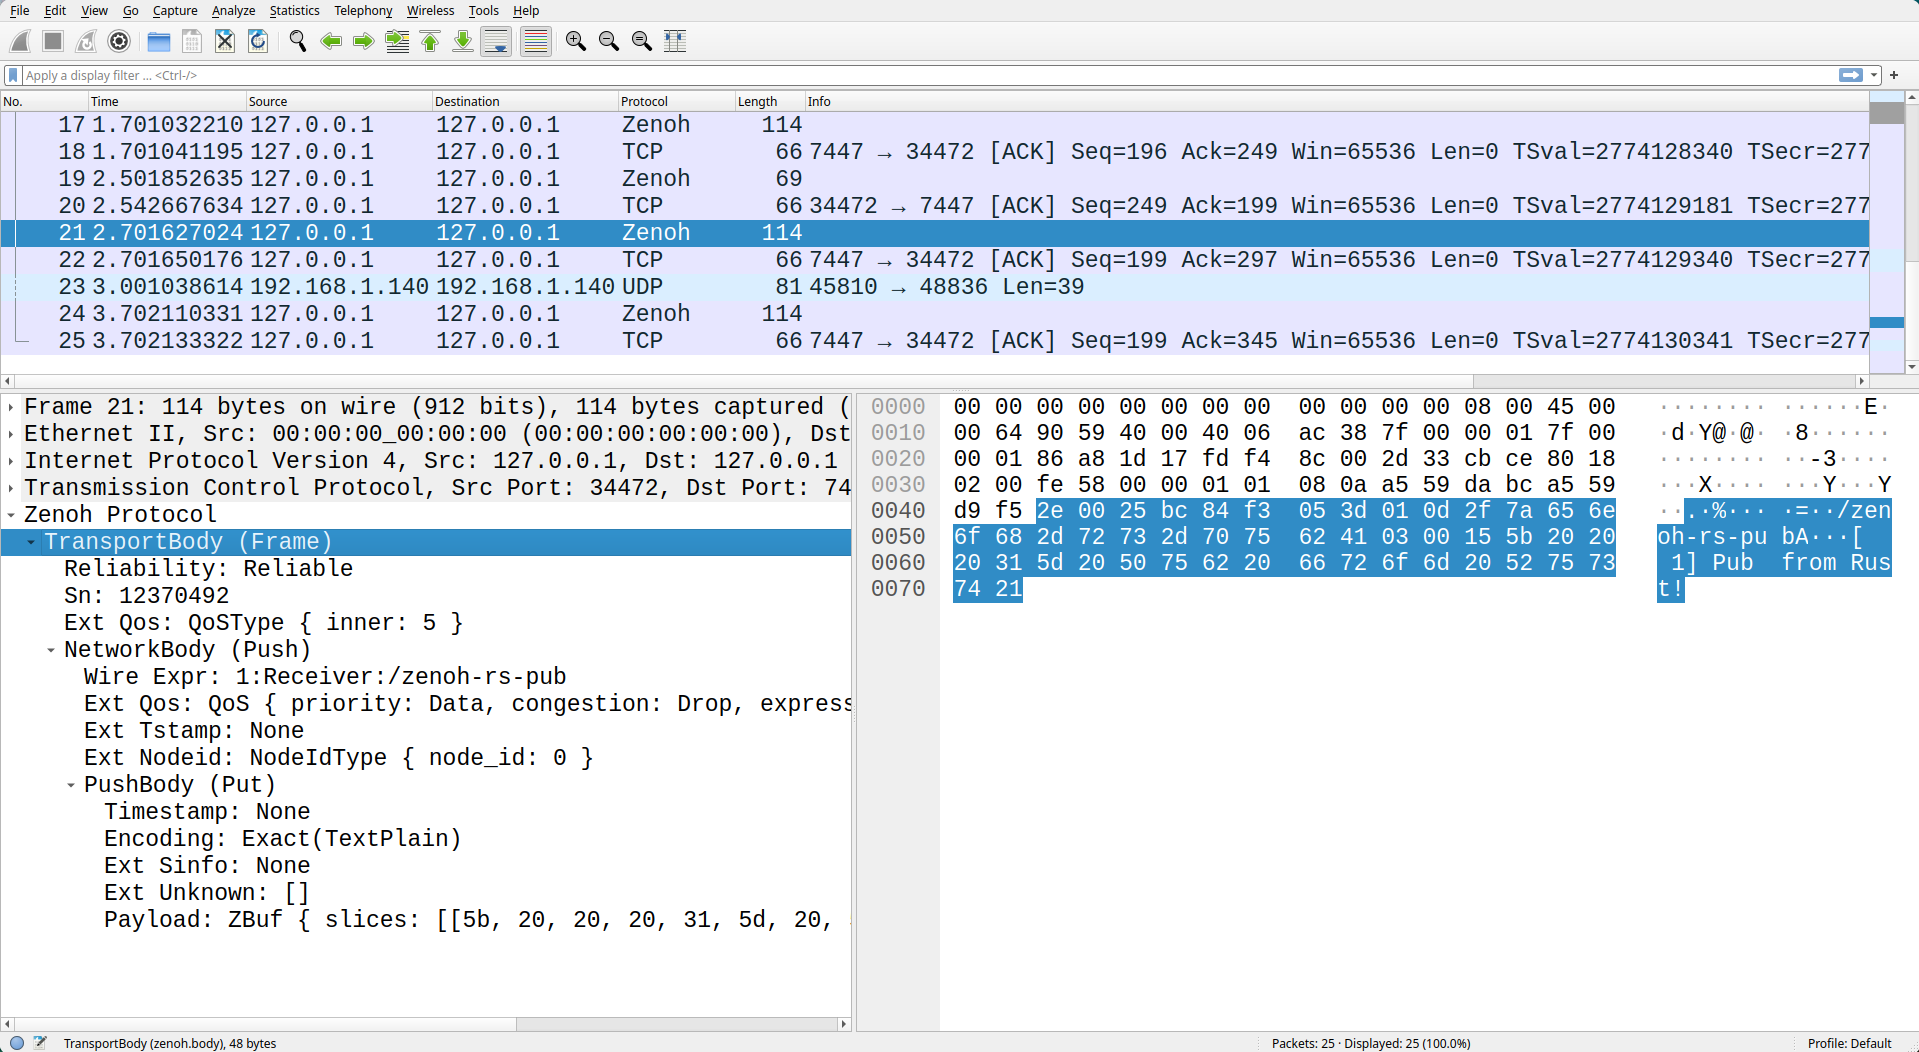 File Edit View Go Capture Analyze Statistics Telephony Wireless Tools Help
Apply a display filter ... <Ctrl-/>
No. Time Source Destination Protocol Length Info
17 1.701032210 127.0.0.1 127.0.0.1 Zenoh 114
18 1.701041195 127.0.0.1 127.0.0.1 TCP 66 7447 → 34472 [ACK] Seq=196 Ack=249 Win=65536 Len=0 TSval=2774128340 TSecr=277
19 2.501852635 127.0.0.1 127.0.0.1 Zenoh 69
20 2.542667634 127.0.0.1 127.0.0.1 TCP 66 34472 → 7447 [ACK] Seq=249 Ack=199 Win=65536 Len=0 TSval=2774129181 TSecr=277
21 2.701627024 127.0.0.1 127.0.0.1 Zenoh 114
22 2.701650176 127.0.0.1 127.0.0.1 TCP 66 7447 → 34472 [ACK] Seq=199 Ack=297 Win=65536 Len=0 TSval=2774129340 TSecr=277
23 3.001038614 192.168.1.140 192.168.1.140 UDP 81 45810 → 48836 Len=39
24 3.702110331 127.0.0.1 127.0.0.1 Zenoh 114
25 3.702133322 127.0.0.1 127.0.0.1 TCP 66 7447 → 34472 [ACK] Seq=199 Ack=345 Win=65536 Len=0 TSval=2774130341 TSecr=277
Frame 21: 114 bytes on wire (912 bits), 114 bytes captured (
Ethernet II, Src: 00:00:00_00:00:00 (00:00:00:00:00:00), Dst
Internet Protocol Version 4, Src: 127.0.0.1, Dst: 127.0.0.1
Transmission Control Protocol, Src Port: 34472, Dst Port: 74
Zenoh Protocol
TransportBody (Frame)
Reliability: Reliable
Sn: 12370492
Ext Qos: QoSType { inner: 5 }
NetworkBody (Push)
Wire Expr: 1:Receiver:/zenoh-rs-pub
Ext Qos: QoS { priority: Data, congestion: Drop, express
Ext Tstamp: None
Ext Nodeid: NodeIdType { node_id: 0 }
PushBody (Put)
Timestamp: None
Encoding: Exact(TextPlain)
Ext Sinfo: None
Ext Unknown: []
Payload: ZBuf { slices: [[5b, 20, 20, 20, 31, 5d, 20,
0000 00 00 00 00 00 00 00 00 00 00 00 00 08 00 45 00 ········ ······E·
0010 00 64 90 59 40 00 40 06 ac 38 7f 00 00 01 7f 00 ·d·Y@·@· ·8······
0020 00 01 86 a8 1d 17 fd f4 8c 00 2d 33 cb ce 80 18 ········ ··-3····
0030 02 00 fe 58 00 00 01 01 08 0a a5 59 da bc a5 59 ···X···· ···Y···Y
0040 d9 f5 2e 00 25 bc 84 f3 05 3d 01 0d 2f 7a 65 6e ··.·%··· ·=··/zen
0050 6f 68 2d 72 73 2d 70 75 62 41 03 00 15 5b 20 20 oh-rs-pu bA···[
0060 20 31 5d 20 50 75 62 20 66 72 6f 6d 20 52 75 73 1] Pub from Rus
0070 74 21 t!
TransportBody (zenoh.body), 48 bytes
Packets: 25 · Displayed: 25 (100.0%)
Profile: Default